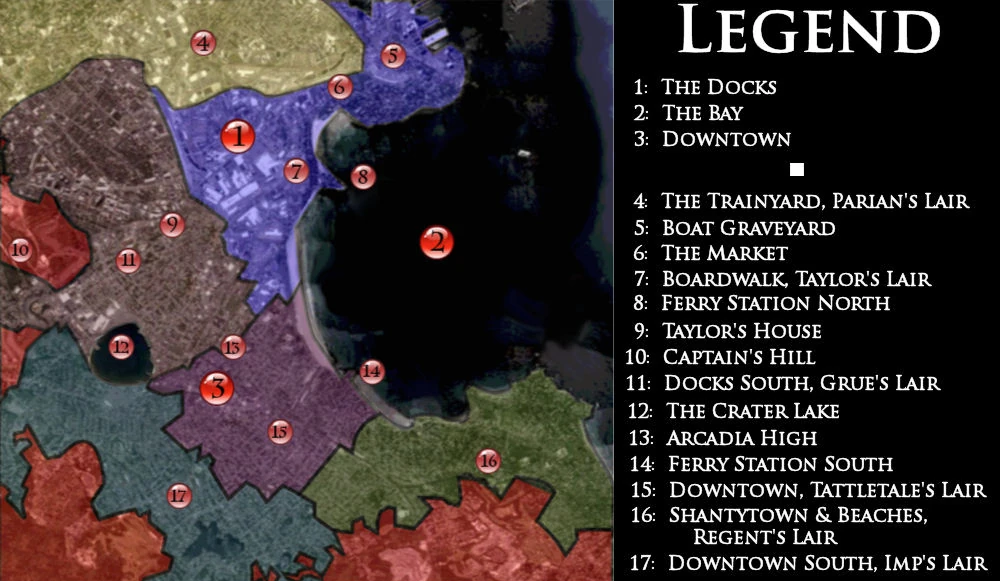 LEGEND
1: THE DOCKS
2: THE BAY
3: DOWNTOWN
4: THE TRAINYARD, PARIAN'S LAIR
5: BOAT GRAVEYARD
6: THE MARKET
7: BOARDWALK, TAYLOR'S LAIR
8: FERRY STATION NORTH
9: TAYLOR'S HOUSE
10: CAPTAIN'S HILL
11: DOCKS SOUTH, GRUE'S LAIR
12: THE CRATER LAKE
13: ARCADIA HIGH
14: FERRY STATION SOUTH
15: DOWNTOWN, TATTLETALE'S LAIR
16: SHANTYTOWN & BEACHES,
REGENT'S LAIR
17: DOWNTOWN SOUTH, IMP'S LAIR
4
5
6
1
7
8
9
2
10
11
12
13
14
3
15
16
17